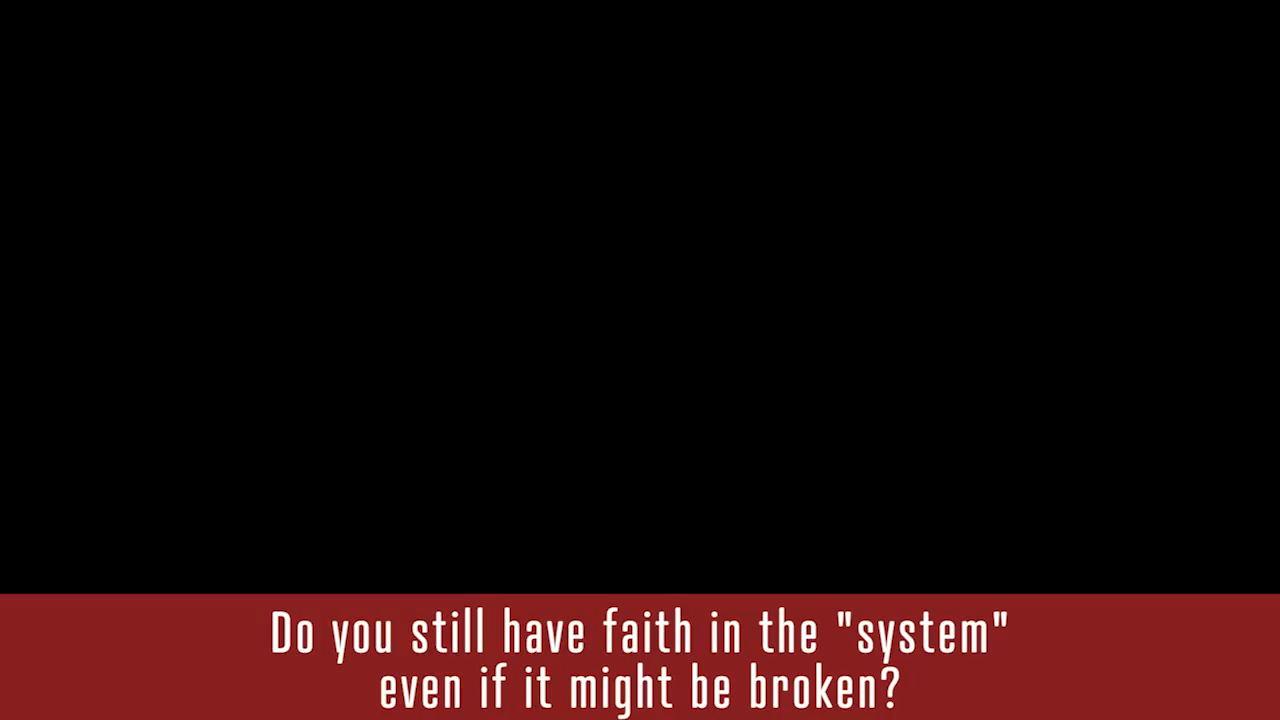 Do you still have faith in the "system"
even if it might be broken?